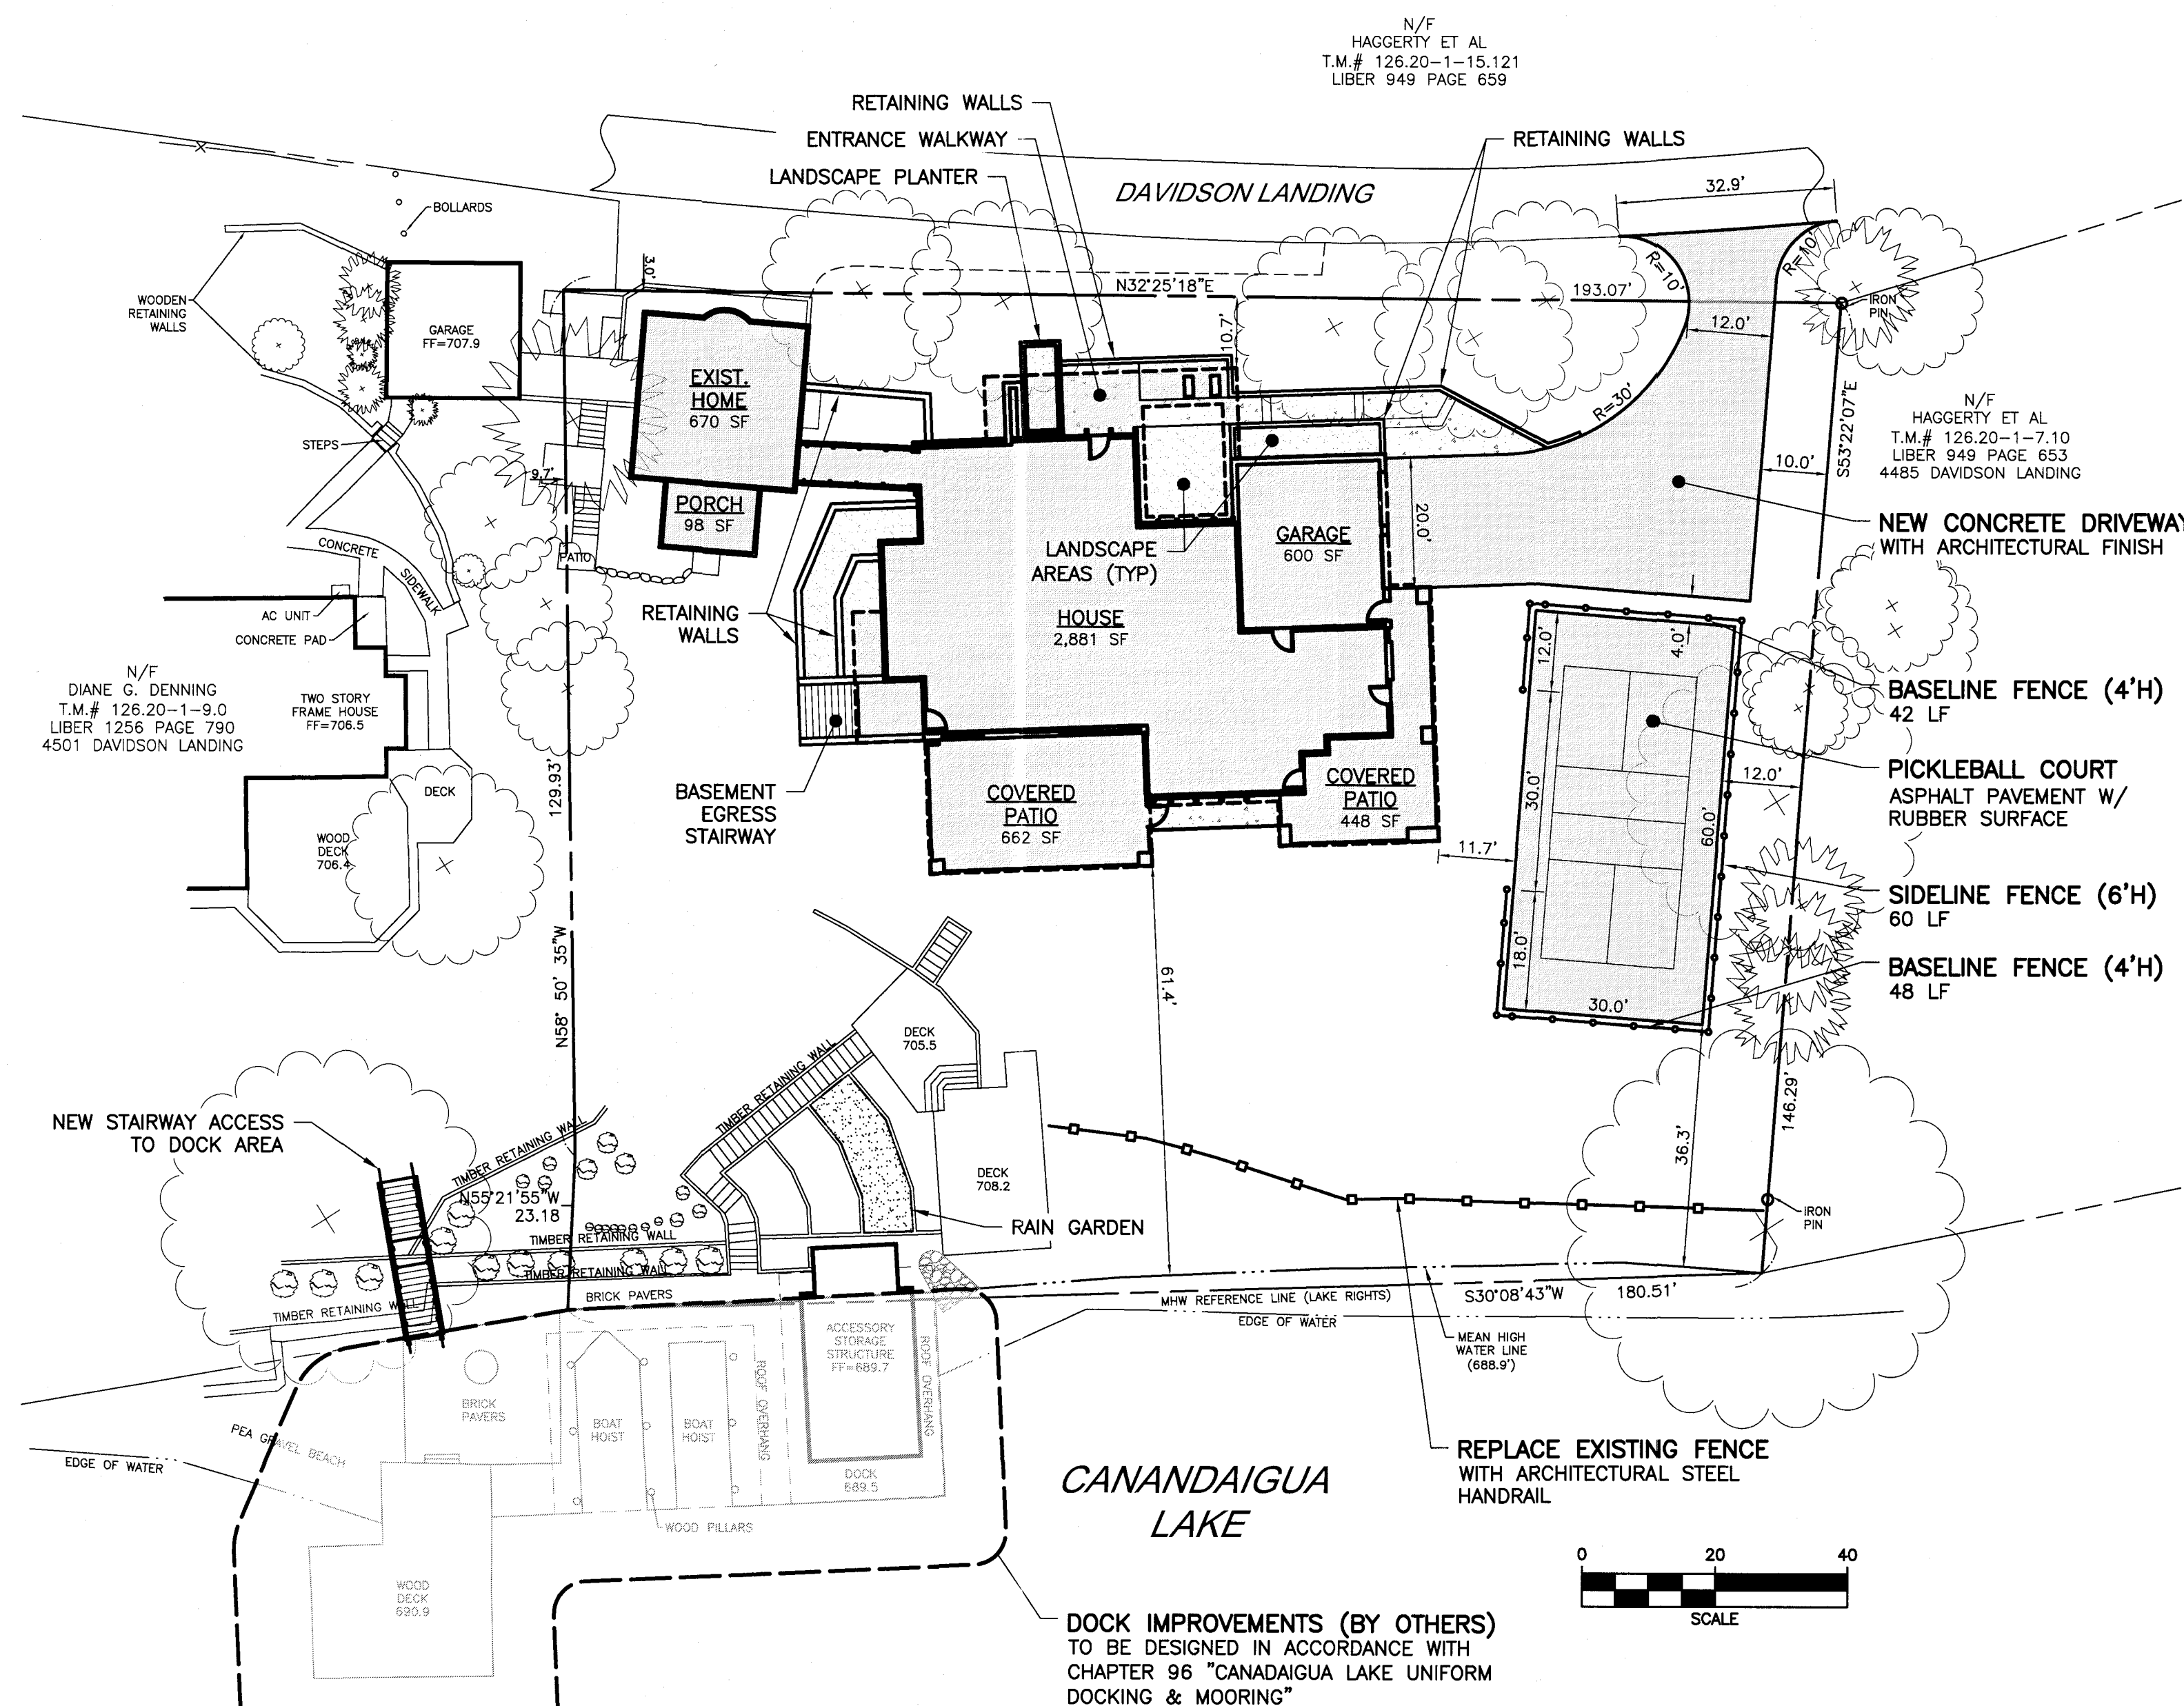 N/F
HAGGERTY ET AL
T.M.# 126.20-1-15.121
LIBER 949 PAGE 659
RETAINING WALLS
ENTRANCE WALKWAY
LANDSCAPE PLANTER
RETAINING WALLS
DAVIDSON LANDING
32.9'
BOLLARDS
3.0'
N32°25'18"E
193.07'
R=10'
R=10'
IRON
PIN
WOODEN
RETAINING
WALLS
GARAGE
FF=707.9
10.7'
12.0'
EXIST.
HOME
670 SF
R=30'
S53°22'07"E
N/F
HAGGERTY ET AL
T.M.# 126.20-1-7.10
LIBER 949 PAGE 653
4485 DAVIDSON LANDING
STEPS
9.7'
10.0'
PORCH
98 SF
20.0'
GARAGE
600 SF
NEW CONCRETE DRIVEWAY
WITH ARCHITECTURAL FINISH
CONCRETE
SIDEWALK
PATIO
LANDSCAPE
AREAS (TYP)
AC UNIT
CONCRETE PAD
RETAINING
WALLS
HOUSE
2,881 SF
12.0'
4.0'
N/F
DIANE G. DENNING
T.M.# 126.20-1-9.0
LIBER 1256 PAGE 790
4501 DAVIDSON LANDING
TWO STORY
FRAME HOUSE
FF=706.5
BASELINE FENCE (4'H)
42 LF
129.93'
DECK
BASEMENT
EGRESS
STAIRWAY
COVERED
PATIO
662 SF
COVERED
PATIO
448 SF
30.0'
60.0'
12.0'
PICKLEBALL COURT
ASPHALT PAVEMENT W/
RUBBER SURFACE
WOOD
DECK
706.4
11.7'
SIDELINE FENCE (6'H)
60 LF
N58° 50' 35"W
61.4'
18.0'
30.0'
BASELINE FENCE (4'H)
48 LF
DECK
705.5
TIMBER RETAINING WALL
146.29'
36.3'
NEW STAIRWAY ACCESS
TO DOCK AREA
TIMBER RETAINING WALL
N55°21'55"W
23.18
DECK
708.2
RAIN GARDEN
IRON
PIN
TIMBER RETAINING WALL
TIMBER RETAINING WALL
TIMBER RETAINING WALL
BRICK PAVERS
MHW REFERENCE LINE (LAKE RIGHTS)
S30°08'43"W
180.51'
EDGE OF WATER
MEAN HIGH
WATER LINE
(688.9')
ACCESSORY
STORAGE
STRUCTURE
FF=689.7
ROOF OVERHANG
ROOF OVERHANG
BRICK
PAVERS
BOAT
HOIST
BOAT
HOIST
PEA GRAVEL BEACH
EDGE OF WATER
DOCK
689.5
WOOD PILLARS
CANANDAIGUA
LAKE
REPLACE EXISTING FENCE
WITH ARCHITECTURAL STEEL
HANDRAIL
WOOD
DECK
690.9
0 20 40
SCALE
DOCK IMPROVEMENTS (BY OTHERS)
TO BE DESIGNED IN ACCORDANCE WITH
CHAPTER 96 "CANADAIGUA LAKE UNIFORM
DOCKING & MOORING"